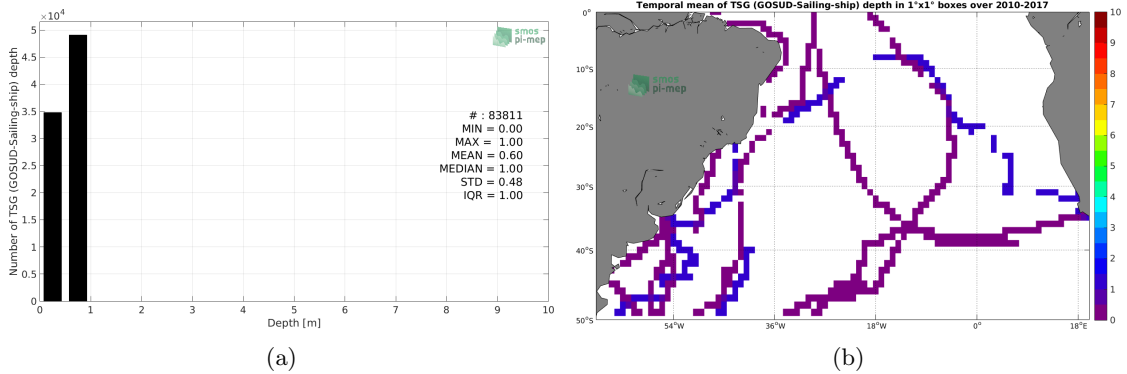 ×10⁴
5
4.5
4
3.5
3
2.5
2
1.5
1
0.5
0
Number of TSG (GOSUD-Sailing-ship) depth
0 1 2 3 4 5 6 7 8 9 10
Depth [m]
smos
pi-mep
# : 83811
MIN = 0.00
MAX = 1.00
MEAN = 0.60
MEDIAN = 1.00
STD = 0.48
IQR = 1.00
(a)
Temporal mean of TSG (GOSUD-Sailing-ship) depth in 1°x1° boxes over 2010-2017
smos
pi-mep
0°
10°S
20°S
30°S
40°S
50°S
54°W 36°W 18°W 0° 18°E
10
9
8
7
6
5
4
3
2
1
0
(b)